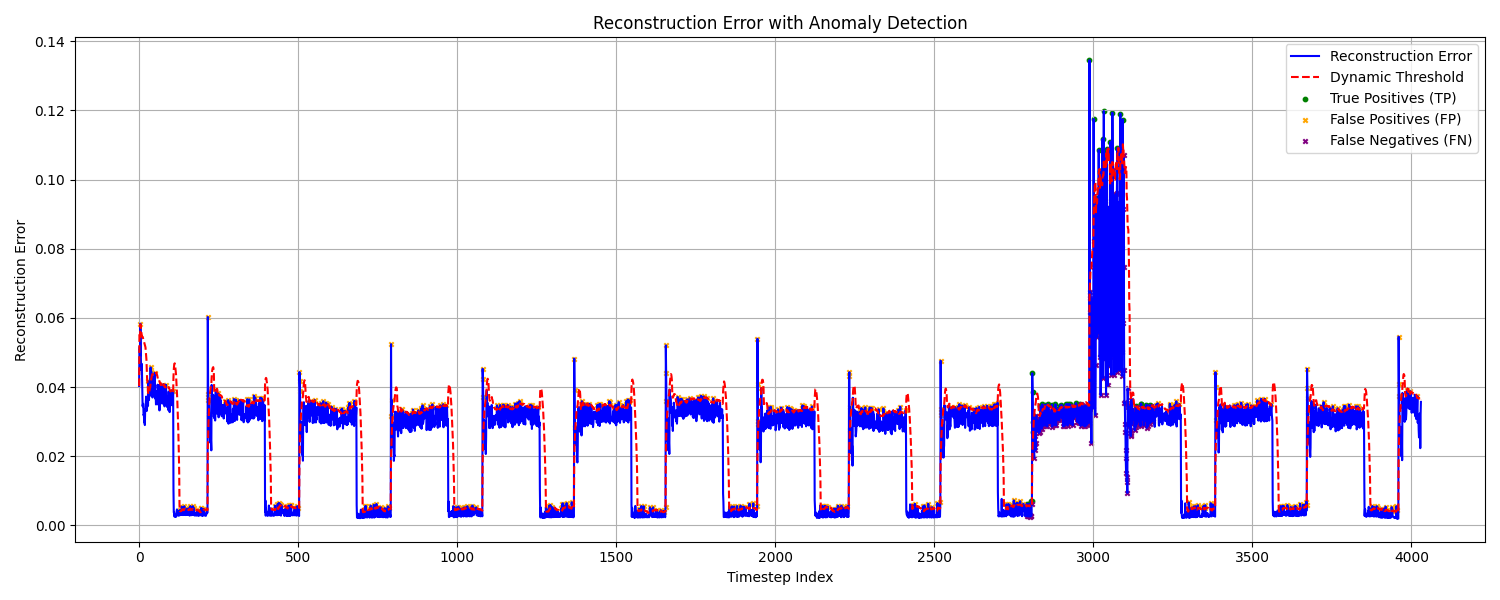 Reconstruction Error with Anomaly Detection
Reconstruction Error
Dynamic Threshold
True Positives (TP)
False Positives (FP)
False Negatives (FN)
0.14
0.12
0.10
0.08
0.06
0.04
0.02
0.00
Reconstruction Error
0
500
1000
1500
2000
2500
3000
3500
4000
Timestep Index